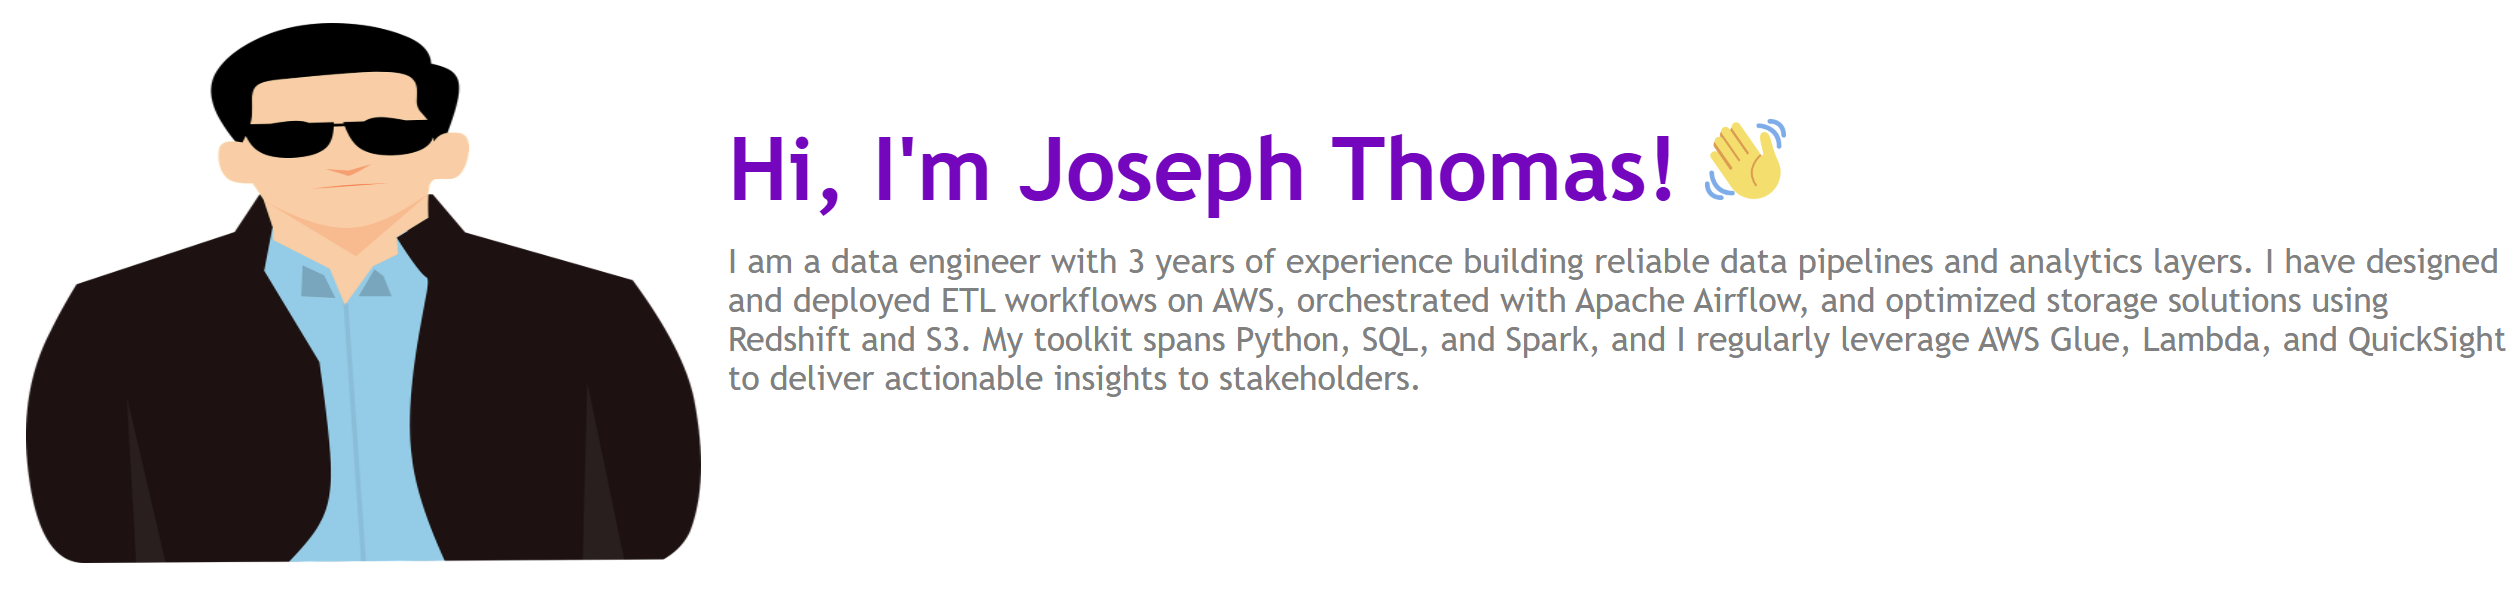 Hi, I'm Joseph Thomas! 👋
I am a data engineer with 3 years of experience building reliable data pipelines and analytics layers. I have designed
and deployed ETL workflows on AWS, orchestrated with Apache Airflow, and optimized storage solutions using
Redshift and S3. My toolkit spans Python, SQL, and Spark, and I regularly leverage AWS Glue, Lambda, and QuickSight
to deliver actionable insights to stakeholders.